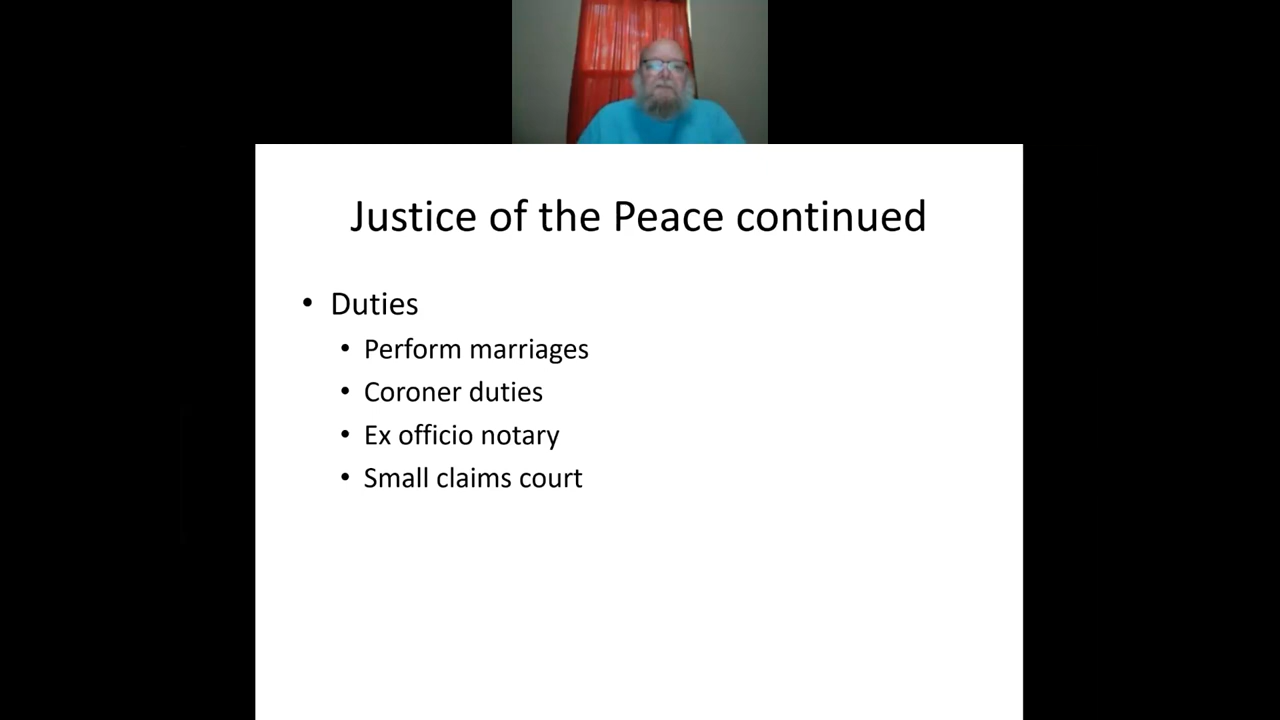 Justice of the Peace continued
• Duties
• Perform marriages
• Coroner duties
• Ex officio notary
• Small claims court